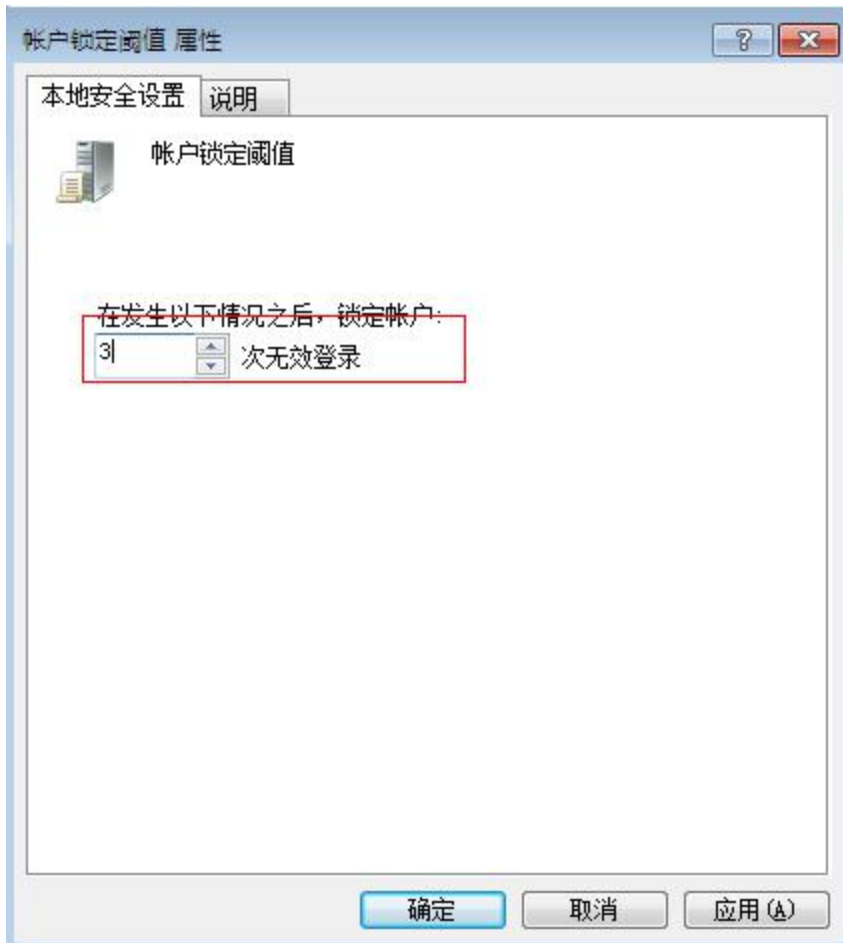 帐户锁定阈值 属性
本地安全设置 说明
帐户锁定阈值
在发生以下情况之后，锁定帐户:
3 次无效登录
确定 取消 应用(A)